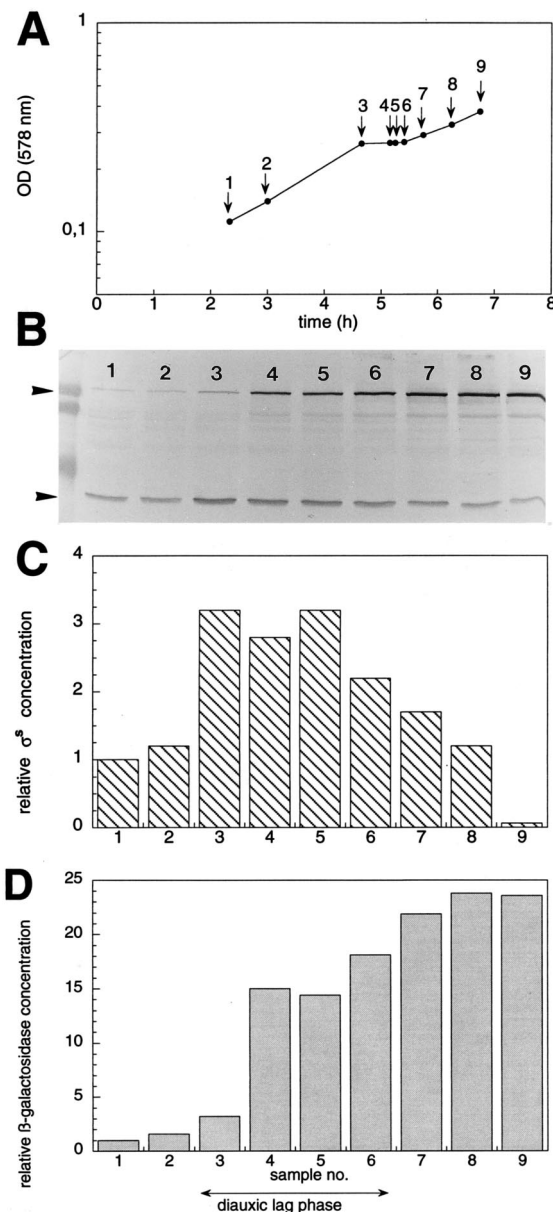 A
1
0,1
OD (578 nm)
1
2
3
4 5 6
7
8
9
0 1 2 3 4 5 6 7 8
time (h)
B
1 2 3 4 5 6 7 8 9
C
4
3
2
1
0
relative σˢ concentration
1 2 3 4 5 6 7 8 9
D
25
20
15
10
5
0
relative ß-galactosidase concentration
1 2 3 4 5 6 7 8 9
sample no.
diauxic lag phase